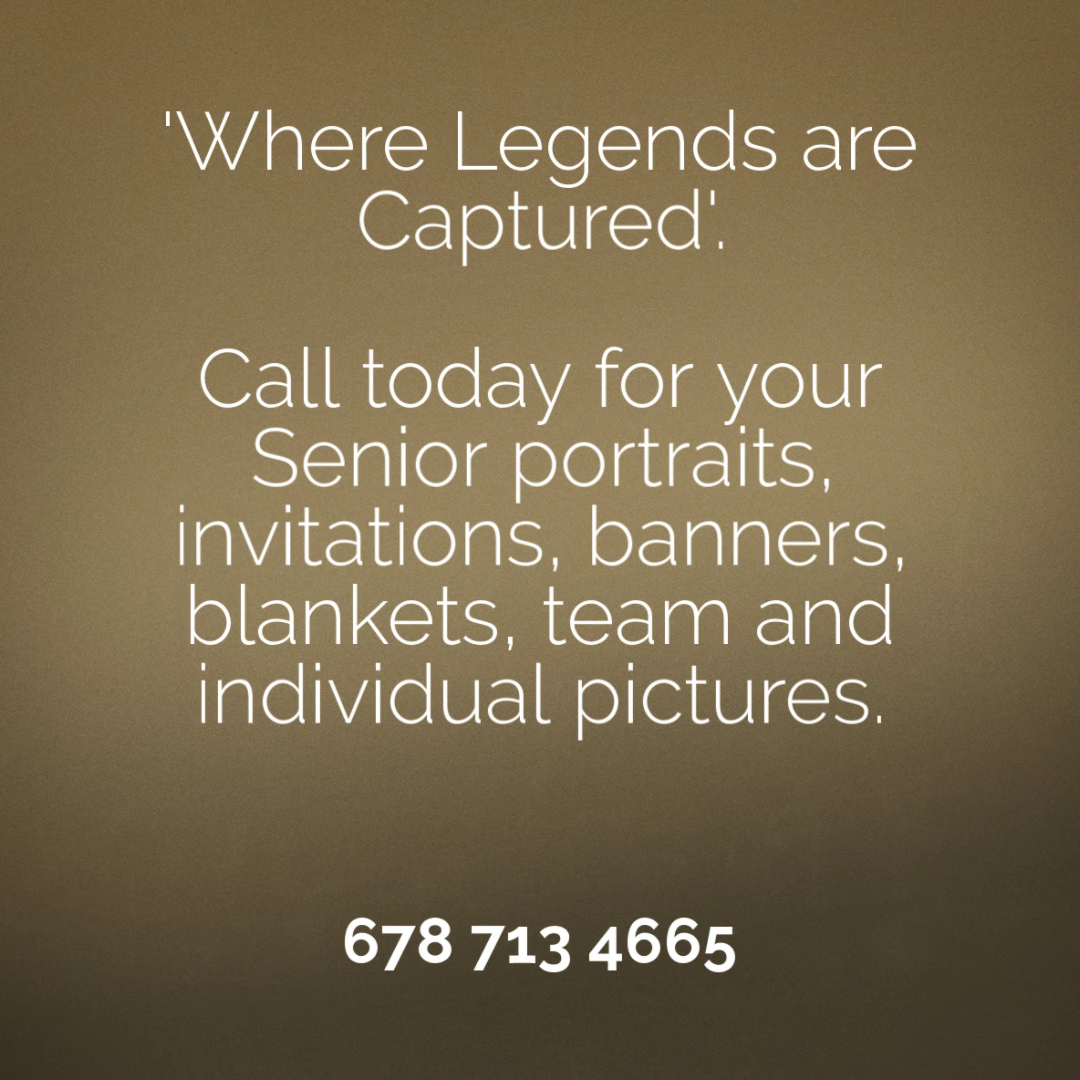 'Where Legends are
Captured'.
Call today for your
Senior portraits,
invitations, banners,
blankets, team and
individual pictures.
678 713 4665